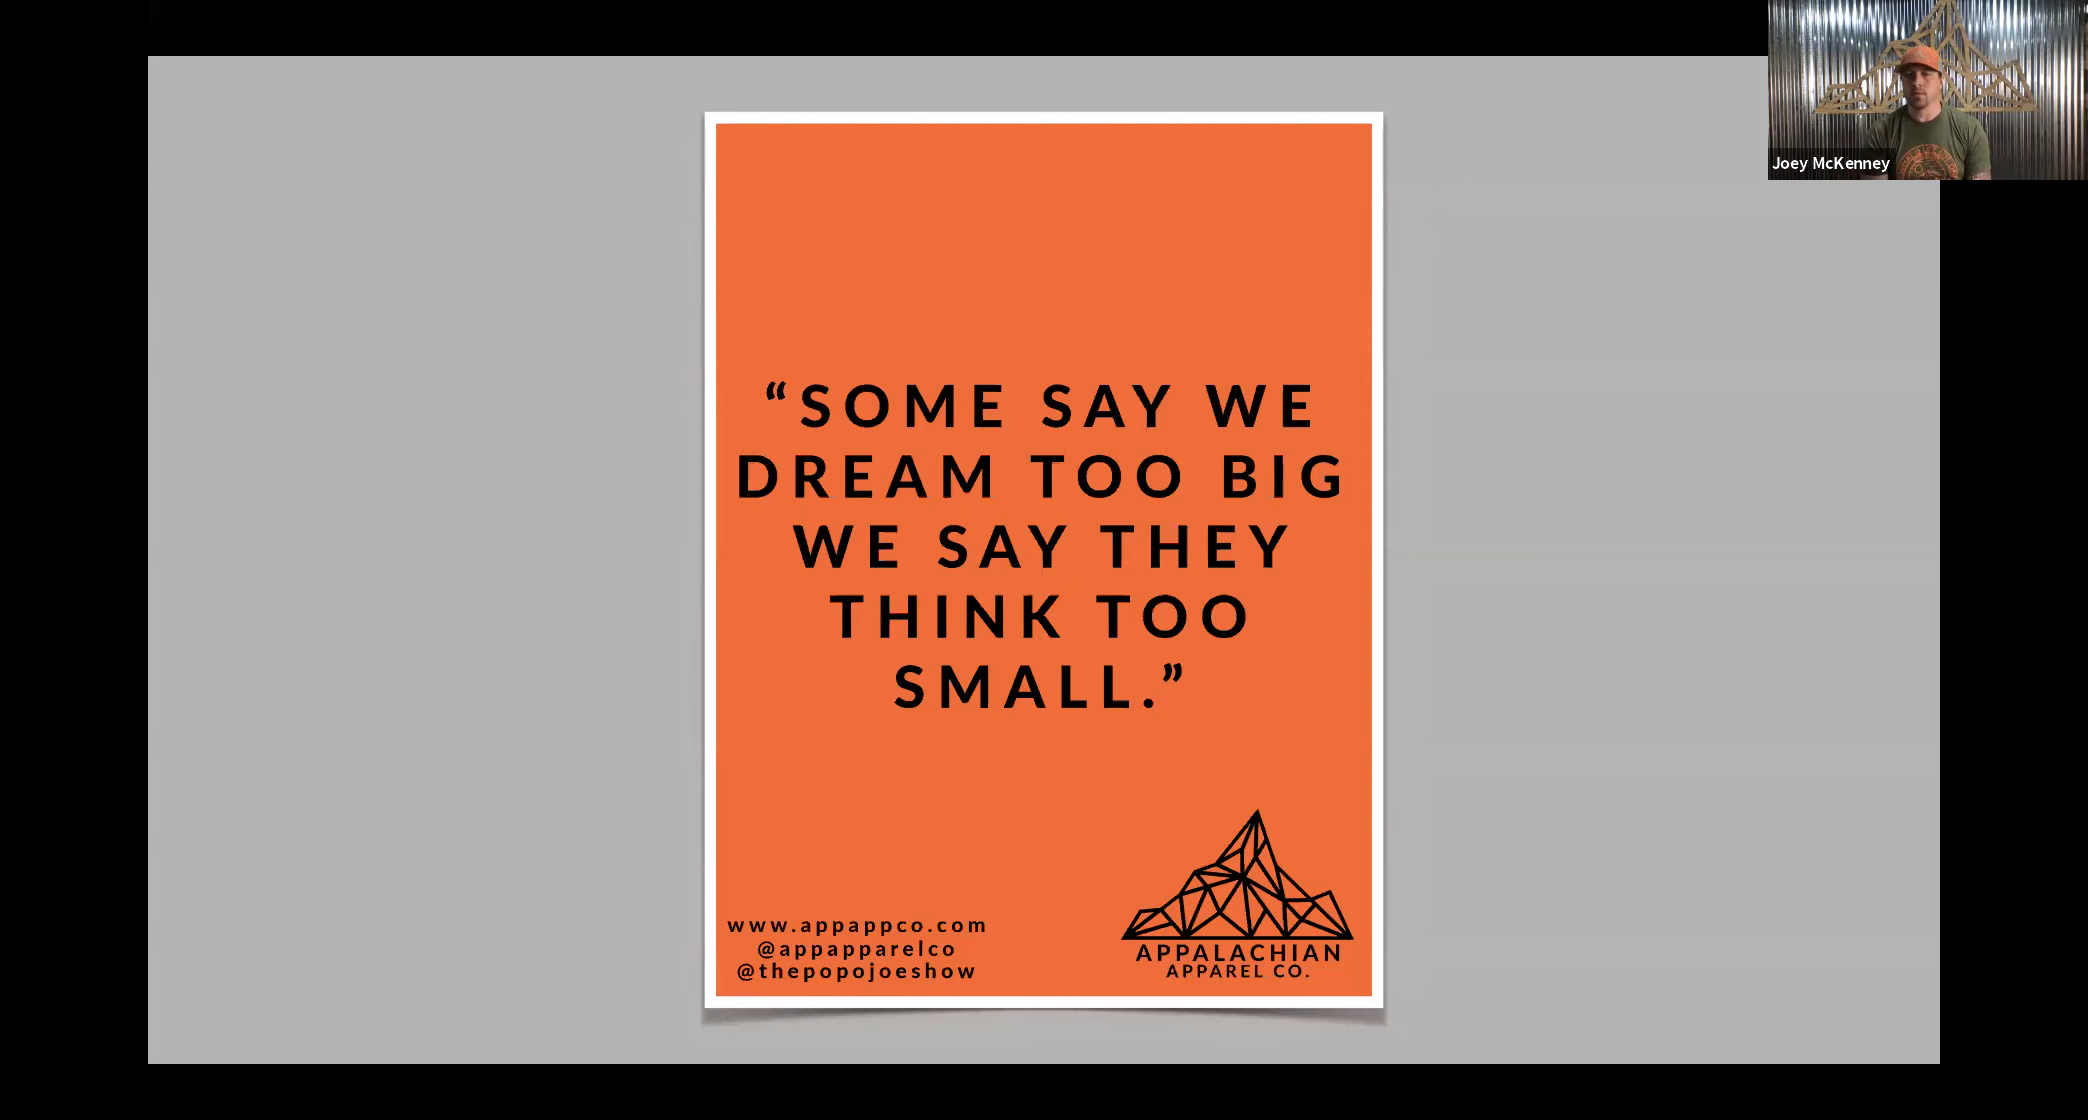 “SOME SAY WE
DREAM TOO BIG
WE SAY THEY
THINK TOO
SMALL.”
www.appappco.com
@appapparelco
@thepopojoeshow
APPALACHIAN
APPAREL CO.
Joey McKenney